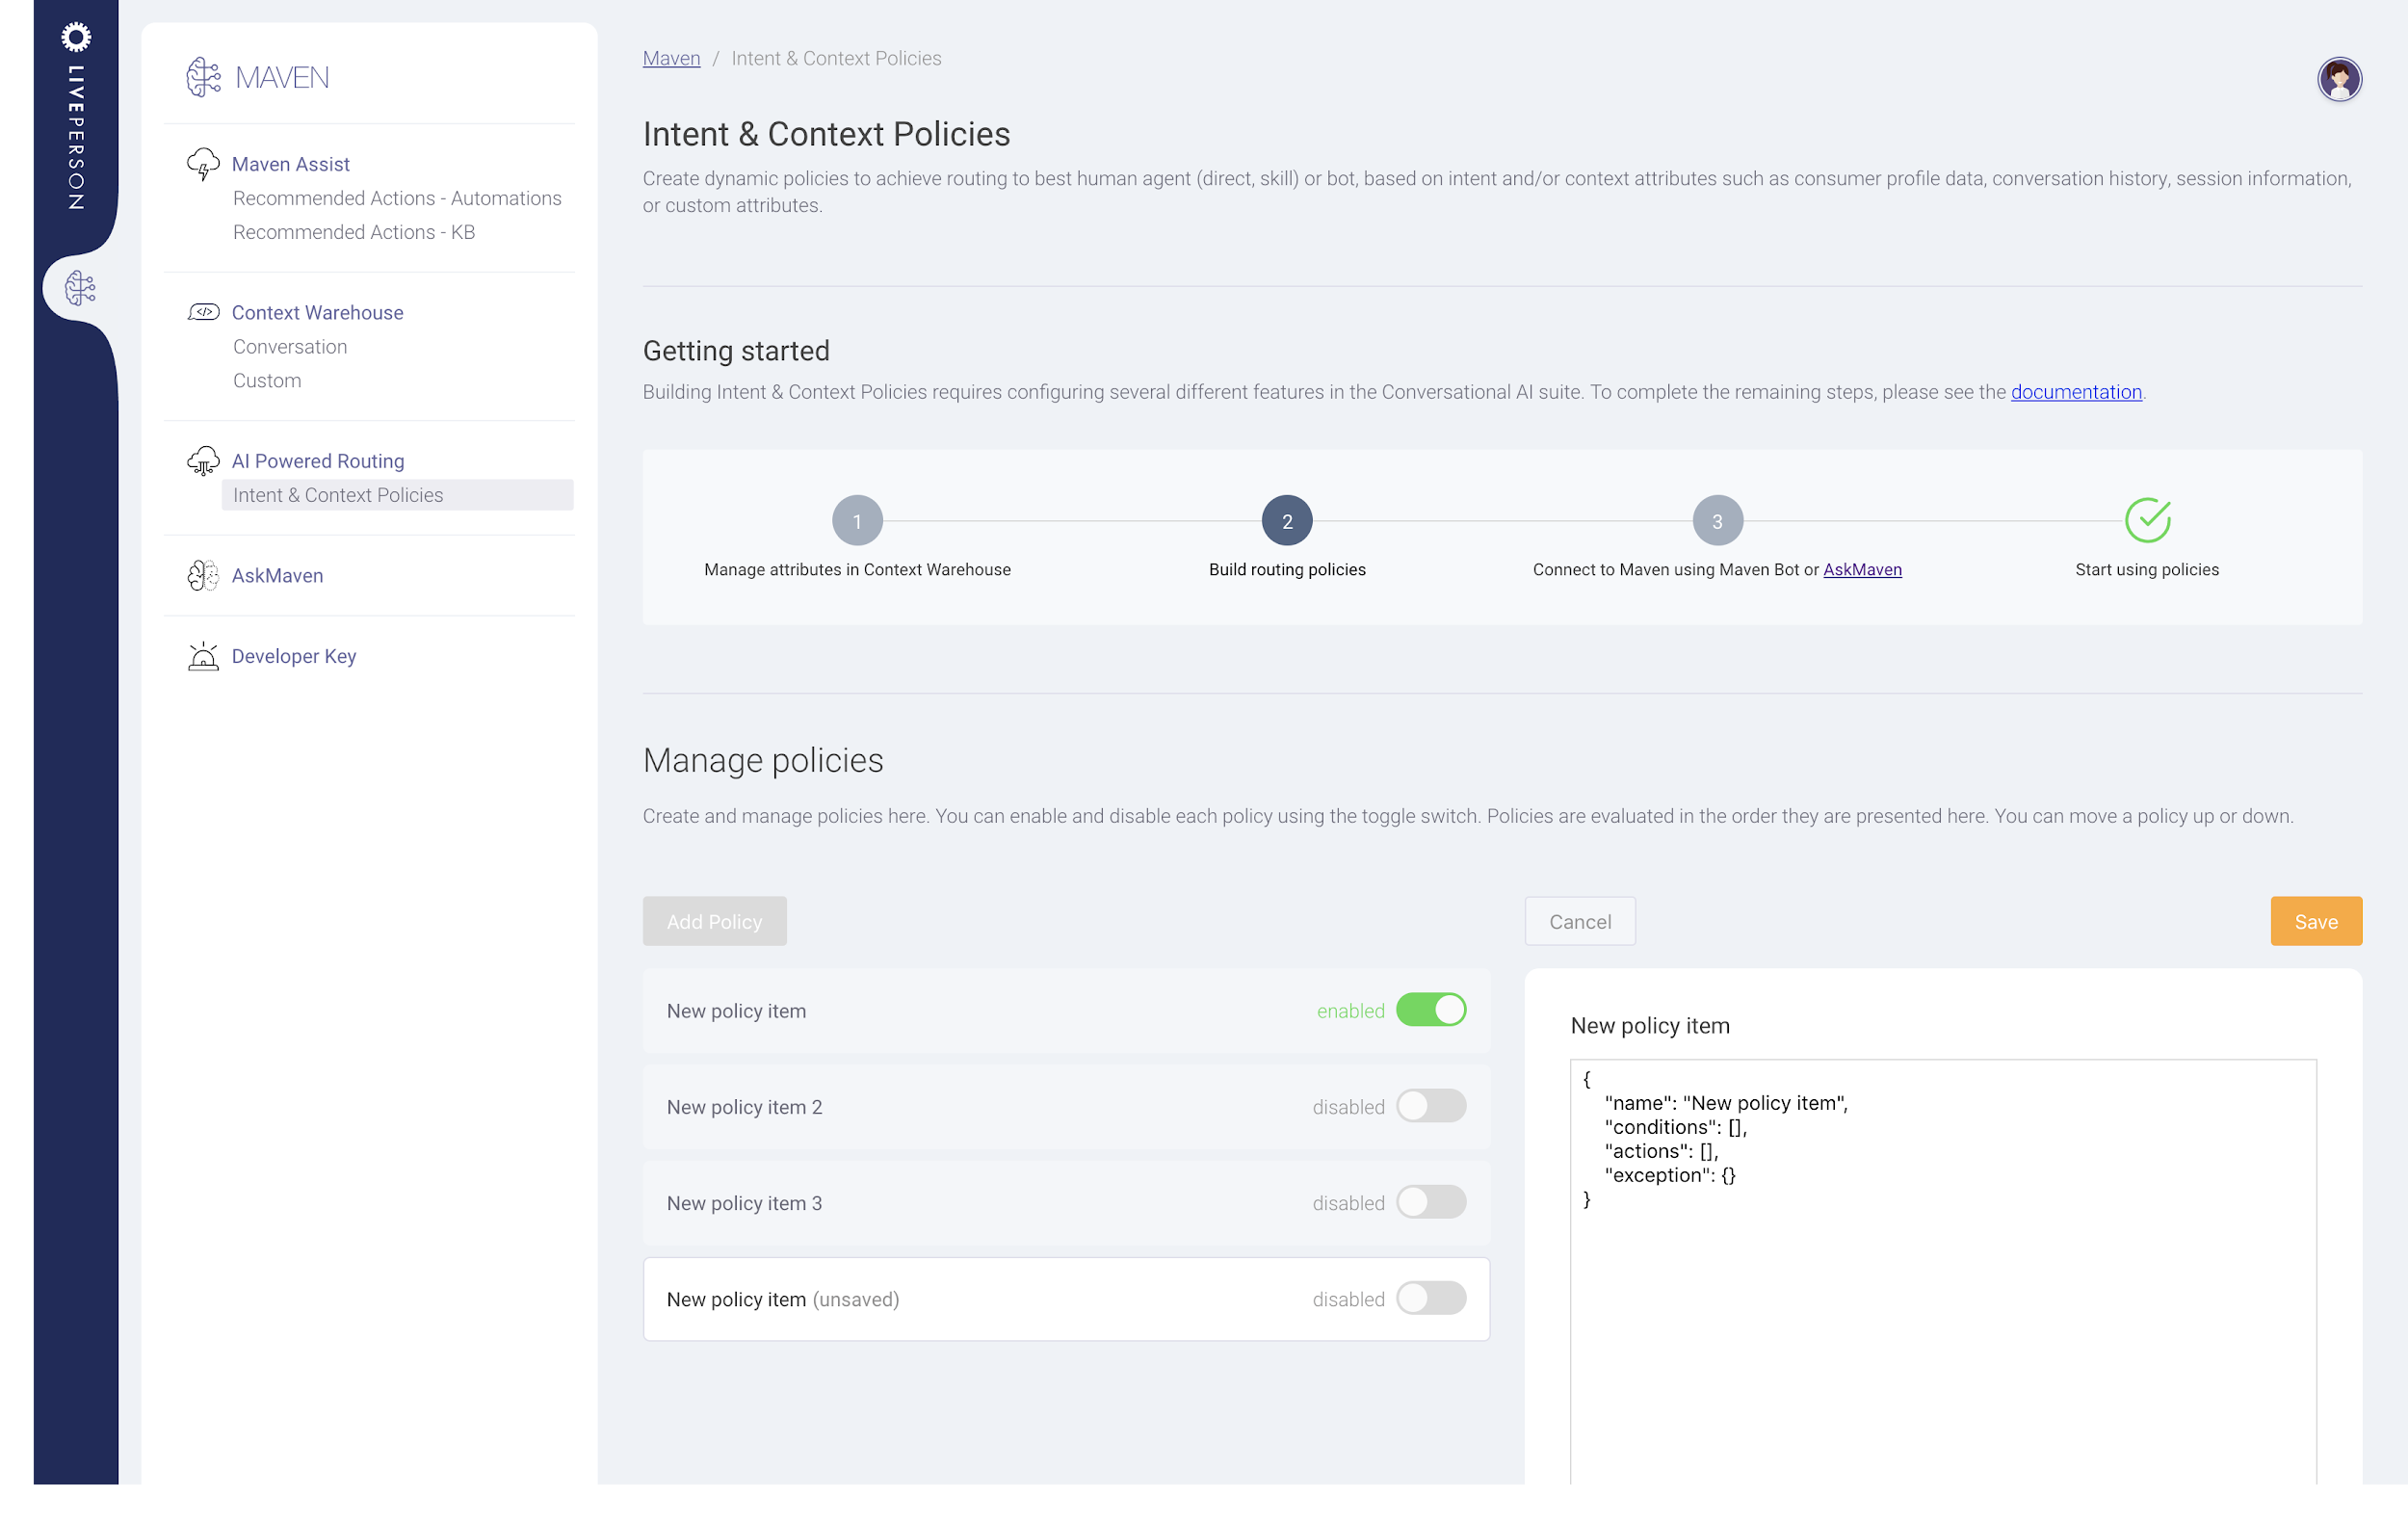 LIVEPERSON
MAVEN
Maven Assist
Recommended Actions - Automations
Recommended Actions - KB
Context Warehouse
Conversation
Custom
AI Powered Routing
Intent & Context Policies
AskMaven
Developer Key
Maven / Intent & Context Policies
Intent & Context Policies
Create dynamic policies to achieve routing to best human agent (direct, skill) or bot, based on intent and/or context attributes such as consumer profile data, conversation history, session information,
or custom attributes.
Getting started
Building Intent & Context Policies requires configuring several different features in the Conversational AI suite. To complete the remaining steps, please see the documentation.
1
Manage attributes in Context Warehouse
2
Build routing policies
3
Connect to Maven using Maven Bot or AskMaven
Start using policies
Manage policies
Create and manage policies here. You can enable and disable each policy using the toggle switch. Policies are evaluated in the order they are presented here. You can move a policy up or down.
Add Policy
New policy item enabled
New policy item 2 disabled
New policy item 3 disabled
New policy item (unsaved) disabled
Cancel
Save
New policy item
{
"name": "New policy item",
"conditions": [],
"actions": [],
"exception": {}
}